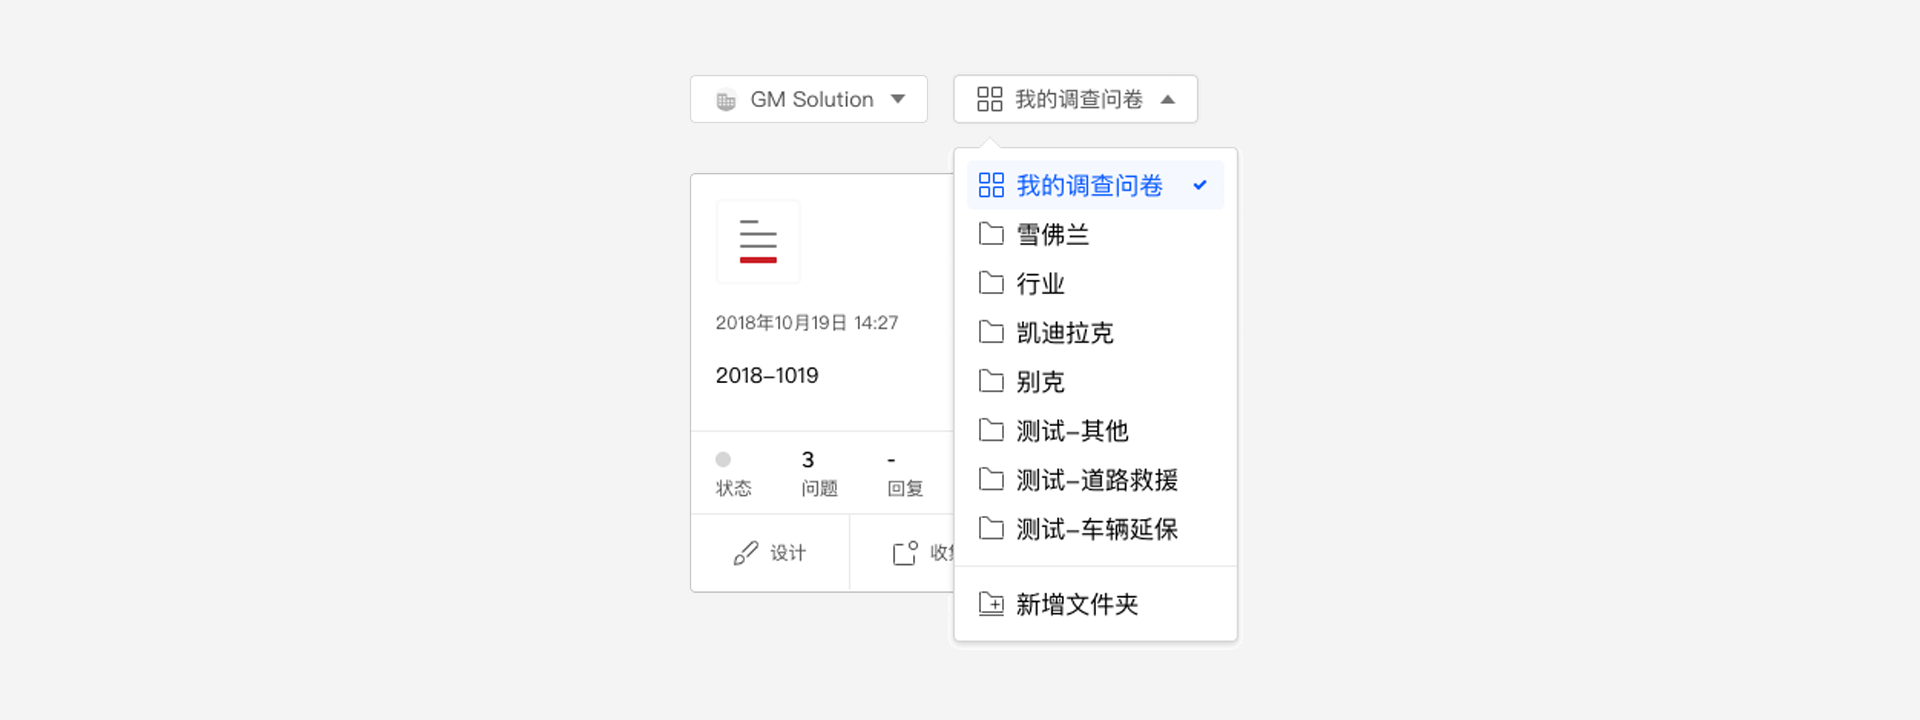 GM Solution
我的调查问卷
我的调查问卷
雪佛兰
行业
凯迪拉克
别克
测试-其他
测试-道路救援
测试-车辆延保
新增文件夹
2018年10月19日 14:27
2018-1019
3
-
状态
问题
回复
设计
收